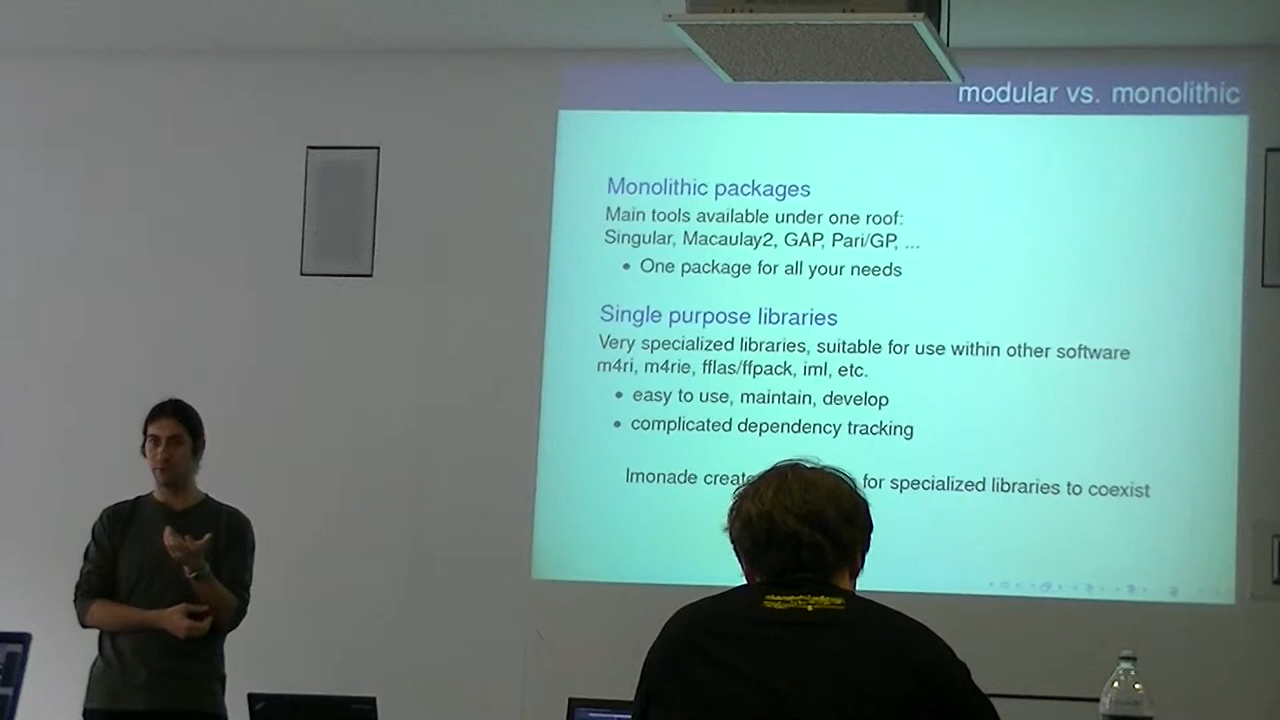 modular vs. monolithic
Monolithic packages
Main tools available under one roof:
Singular, Macaulay2, GAP, Pari/GP, ...
• One package for all your needs
Single purpose libraries
Very specialized libraries, suitable for use within other software
m4ri, m4rie, fflas/ffpack, iml, etc.
• easy to use, maintain, develop
• complicated dependency tracking
lmonade for specialized libraries to coexist